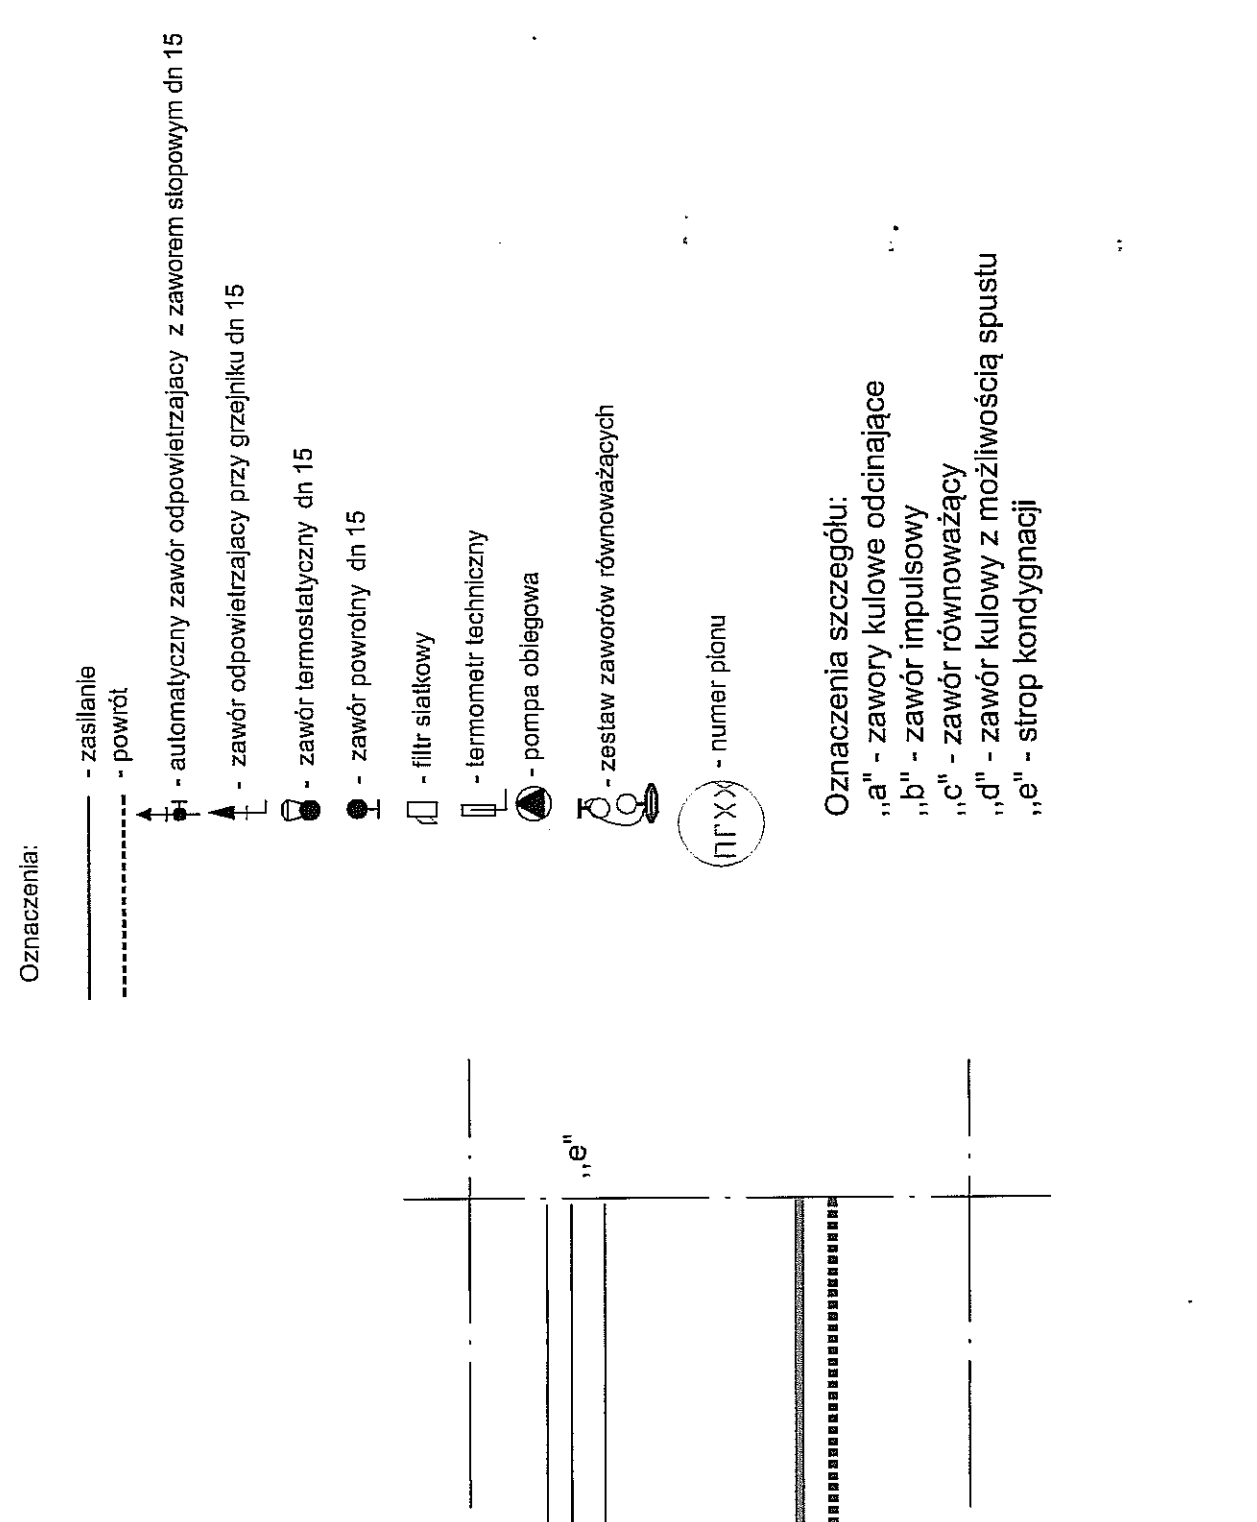 Oznaczenia:
- zasilanie
- powrót
- automatyczny zawór odpowietrzajacy z zaworem stopowym dn 15
- zawór odpowietrzajacy przy grzejniku dn 15
- zawór termostatyczny dn 15
- zawór powrotny dn 15
- filtr siatkowy
- termometr techniczny
- pompa obiegowa
- zestaw zaworów równoważących
- numer pionu
Oznaczenia szczegółu:
,,a" - zawory kulowe odcinające
,,b" - zawór impulsowy
,,c" - zawór równoważący
,,d" - zawór kulowy z możliwością spustu
,,e" - strop kondygnacji
,,e"